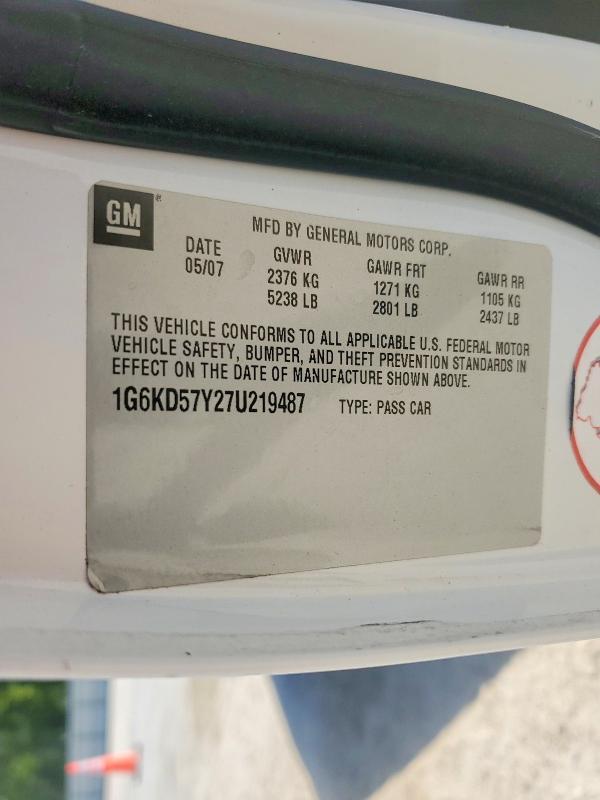 GM®
MFD BY GENERAL MOTORS CORP.
DATE GVWR GAWR FRT GAWR RR
05/07 2376 KG 1271 KG 1105 KG
5238 LB 2801 LB 2437 LB
THIS VEHICLE CONFORMS TO ALL APPLICABLE U.S. FEDERAL MOTOR
VEHICLE SAFETY, BUMPER, AND THEFT PREVENTION STANDARDS IN
EFFECT ON THE DATE OF MANUFACTURE SHOWN ABOVE.
1G6KD57Y27U219487 TYPE: PASS CAR